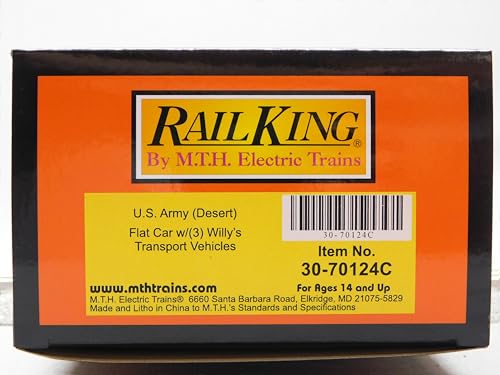 RAILKING®
By M.T.H. Electric Trains
U.S. Army (Desert)
Flat Car w/(3) Willy's
Transport Vehicles
30-70124C
Item No.
30-70124C
www.mthtrains.com
For Ages 14 and Up
M.T.H. Electric Trains® 6660 Santa Barbara Road, Elkridge, MD 21075-5829
Made and Litho in China to M.T.H.'s Standards and Specifications